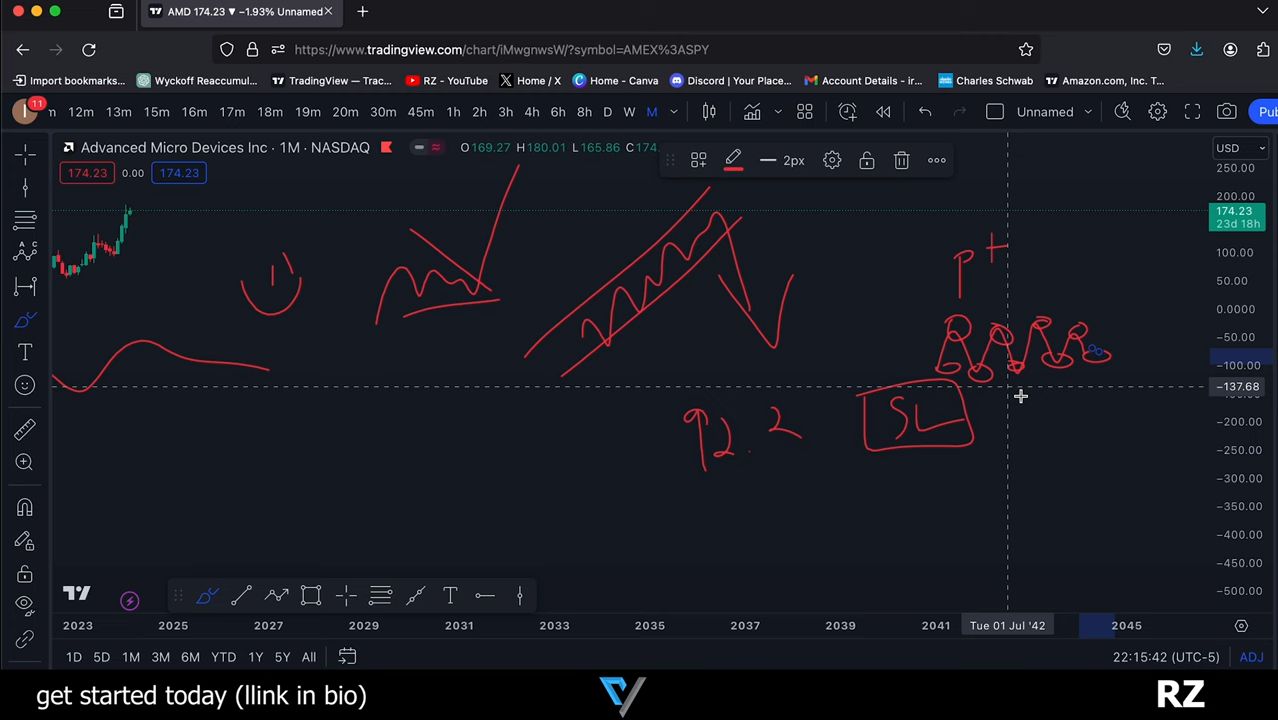 AMD 174.23 ▼ −1.93% Unnamed
https://www.tradingview.com/chart/iMwgnwsW/?symbol=AMEX%3ASPY
Import bookmarks... Wyckoff Reaccumul... TradingView — Trac... RZ - YouTube Home / X Home - Canva Discord | Your Place... Account Details - ir... Charles Schwab Amazon.com, Inc. T...
I 11 m 12m 13m 15m 16m 17m 18m 19m 20m 30m 45m 1h 2h 3h 4h 6h 8h D W M Unnamed Pu
Advanced Micro Devices Inc · 1M · NASDAQ O169.27 H180.01 L165.86 C174. 2px USD
174.23 0.00 174.23
250.00
200.00
174.23
23d 18h
100.00
50.00
0.0000
−50.00
−100.00
−137.68
−200.00
−250.00
−300.00
−350.00
−400.00
−450.00
−500.00
SL
2023 2025 2027 2029 2031 2033 2035 2037 2039 2041 Tue 01 Jul '42 2045
1D 5D 1M 3M 6M YTD 1Y 5Y All 22:15:42 (UTC-5) ADJ
get started today (llink in bio) RZ